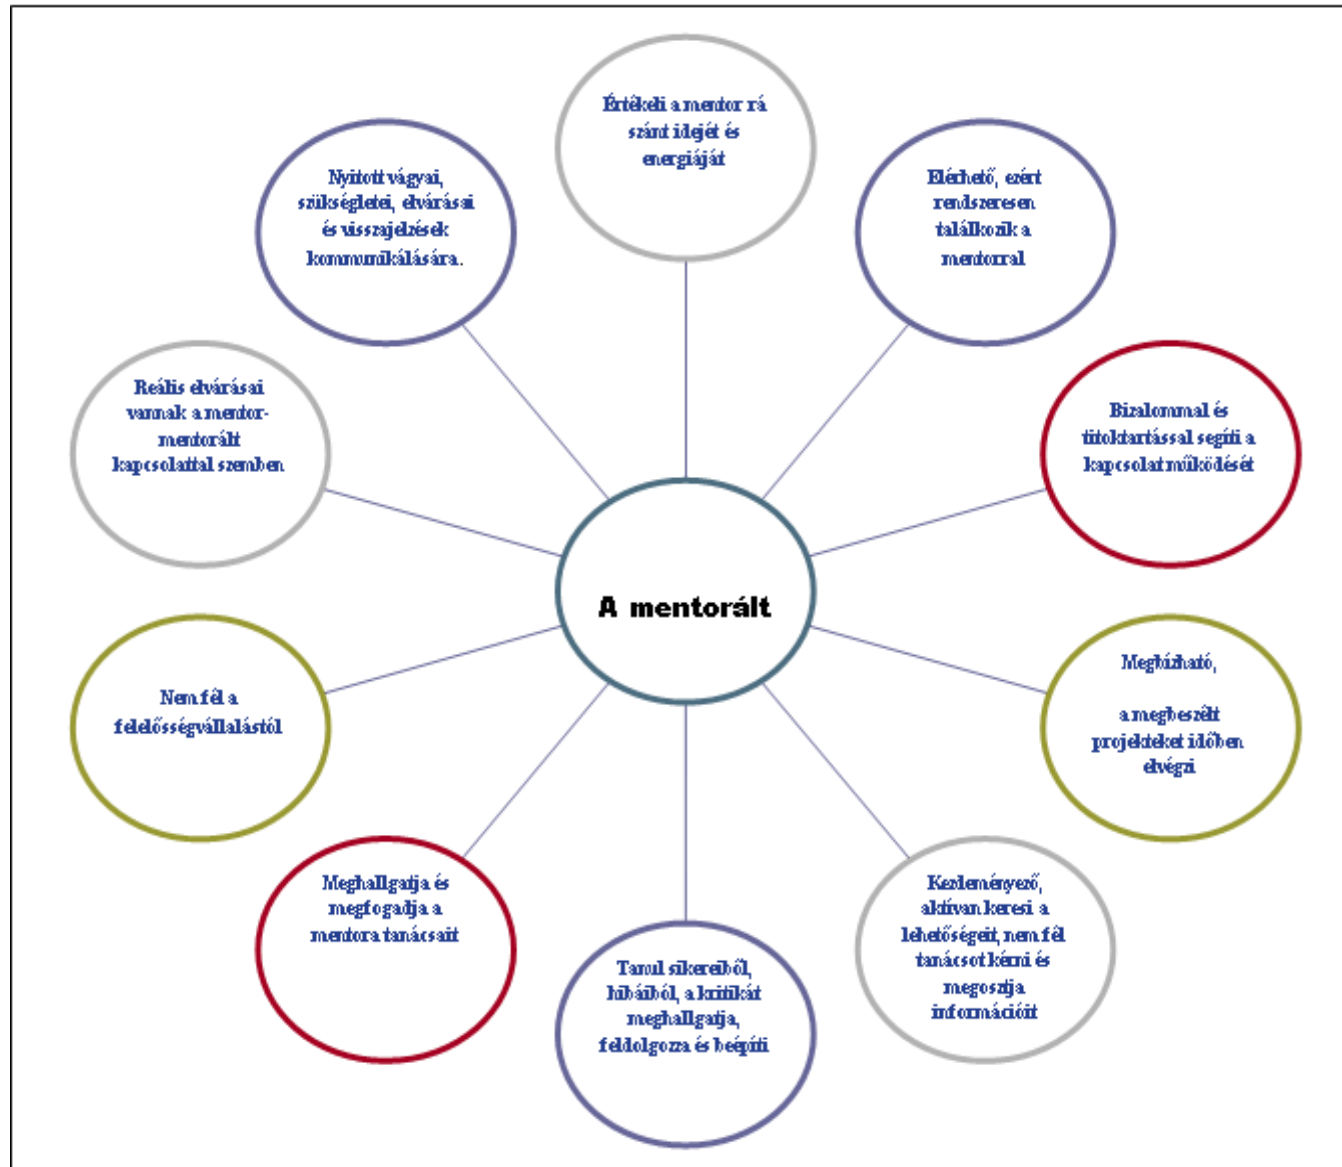 Értékeli a mentor rá
szánt idejét és
energiáját
Elérhető, ezért
rendszeresen
találkozik a
mentorral
Bizalommal és
titoktartással segíti a
kapcsolat működését
Megbízható,
a megbeszélt
projekteket időben
elvégzi
Kezdeményező,
aktívan keresi a
lehetőségeit, nem fél
tanácsot kérni és
megosztja
információit
Tanul sikereiből,
hibáiból, a kritikát
meghallgatja,
feldolgozza és beépíti
Meghallgatja és
megfogadja a
mentora tanácsait
Nem fél a
felelősségvállalástól
Reális elvárásai
vannak a mentor-
mentorált
kapcsolattal szemben
Nyitott vágyai,
szükségletei, elvárásai
és visszajelzések
kommunikálására.
A mentorált